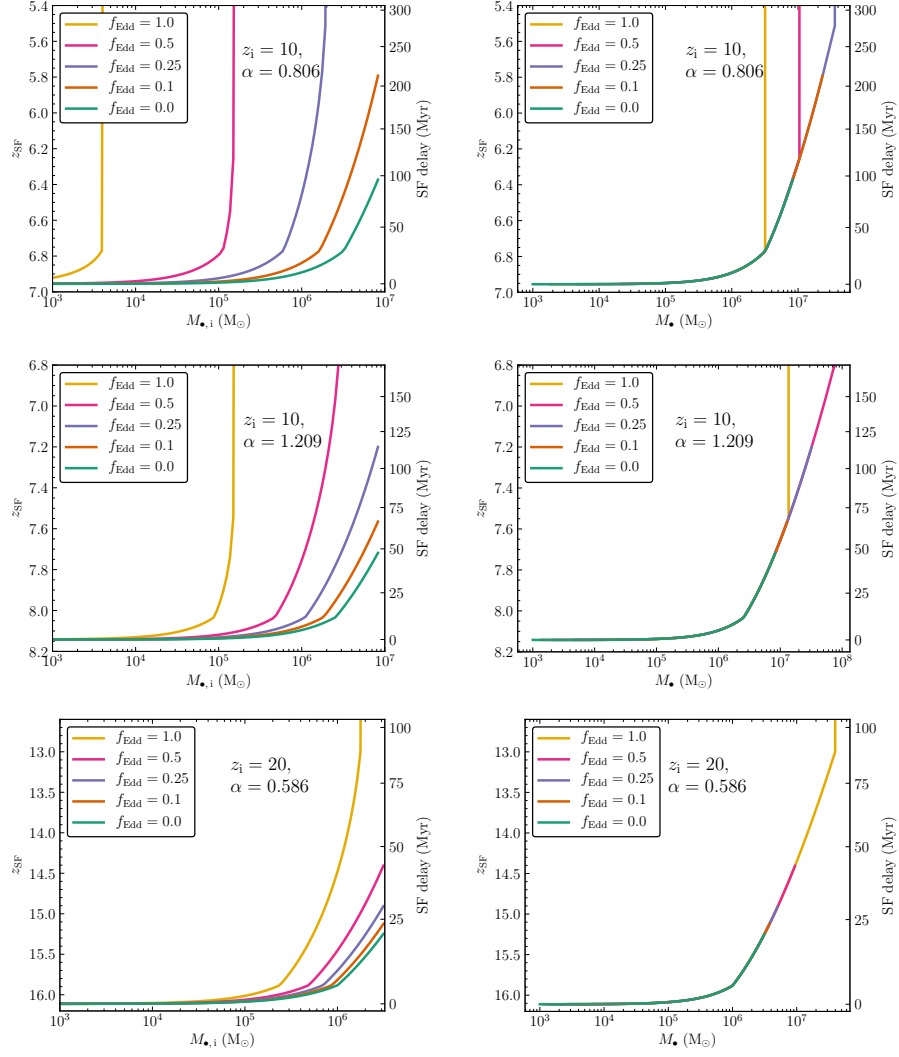 5.4
5.6
5.8
6.0
6.2
6.4
6.6
6.8
7.0
z_SF
f_Edd = 1.0
f_Edd = 0.5
f_Edd = 0.25
f_Edd = 0.1
f_Edd = 0.0
z_i = 10,
α = 0.806
300
250
200
150
100
50
0
SF delay (Myr)
10^3 10^4 10^5 10^6 10^7
M_•,i (M_⊙)
5.4
5.6
5.8
6.0
6.2
6.4
6.6
6.8
7.0
z_SF
f_Edd = 1.0
f_Edd = 0.5
f_Edd = 0.25
f_Edd = 0.1
f_Edd = 0.0
z_i = 10,
α = 0.806
300
250
200
150
100
50
0
SF delay (Myr)
10^3 10^4 10^5 10^6 10^7
M_• (M_⊙)
6.8
7.0
7.2
7.4
7.6
7.8
8.0
8.2
z_SF
f_Edd = 1.0
f_Edd = 0.5
f_Edd = 0.25
f_Edd = 0.1
f_Edd = 0.0
z_i = 10,
α = 1.209
150
125
100
75
50
25
0
SF delay (Myr)
10^3 10^4 10^5 10^6 10^7
M_•,i (M_⊙)
6.8
7.0
7.2
7.4
7.6
7.8
8.0
8.2
z_SF
f_Edd = 1.0
f_Edd = 0.5
f_Edd = 0.25
f_Edd = 0.1
f_Edd = 0.0
z_i = 10,
α = 1.209
150
125
100
75
50
25
0
SF delay (Myr)
10^3 10^4 10^5 10^6 10^7 10^8
M_• (M_⊙)
13.0
13.5
14.0
14.5
15.0
15.5
16.0
z_SF
f_Edd = 1.0
f_Edd = 0.5
f_Edd = 0.25
f_Edd = 0.1
f_Edd = 0.0
z_i = 20,
α = 0.586
100
75
50
25
0
SF delay (Myr)
10^3 10^4 10^5 10^6
M_•,i (M_⊙)
13.0
13.5
14.0
14.5
15.0
15.5
16.0
z_SF
f_Edd = 1.0
f_Edd = 0.5
f_Edd = 0.25
f_Edd = 0.1
f_Edd = 0.0
z_i = 20,
α = 0.586
100
75
50
25
0
SF delay (Myr)
10^3 10^4 10^5 10^6 10^7
M_• (M_⊙)